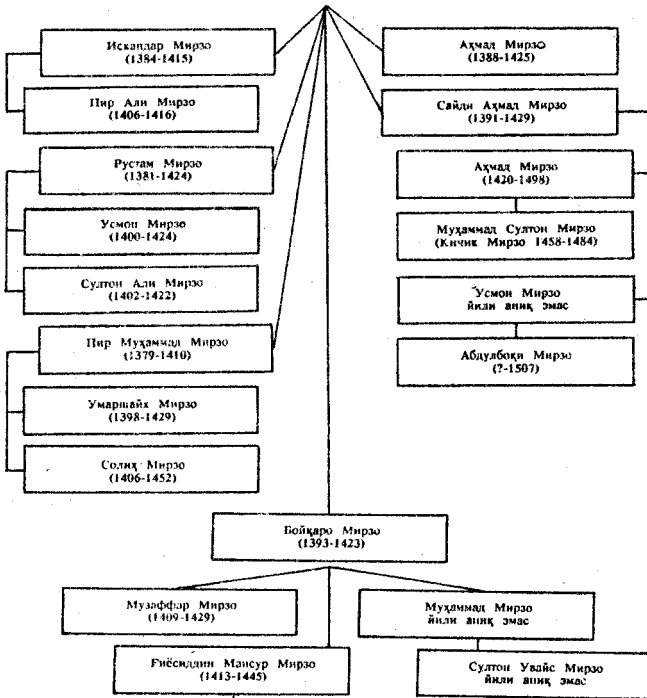 Искандар Мирзо
(1384-1415)
Пир Али Мирзо
(1406-1416)
Рустам Мирзо
(1381-1424)
Усмон Мирзо
(1400-1424)
Султон Али Мирзо
(1402-1422)
Пир Муҳаммад Мирзо
(1379-1410)
Умаршайх Мирзо
(1398-1429)
Солиҳ Мирзо
(1406-1452)
Аҳмад Мирзо
(1388-1425)
Сайди Аҳмад Мирзо
(1391-1429)
Аҳмад Мирзо
(1420-1498)
Муҳаммад Султон Мирзо
(Кичик Мирзо 1458-1484)
Усмон Мирзо
йили аниқ эмас
Абдулбоқи Мирзо
(?-1507)
Бойқаро Мирзо
(1393-1423)
Музаффар Мирзо
(1409-1429)
Ғиёсиддин Мансур Мирзо
(1413-1445)
Муҳаммад Мирзо
йили аниқ эмас
Султон Увайс Мирзо
йили аниқ эмас